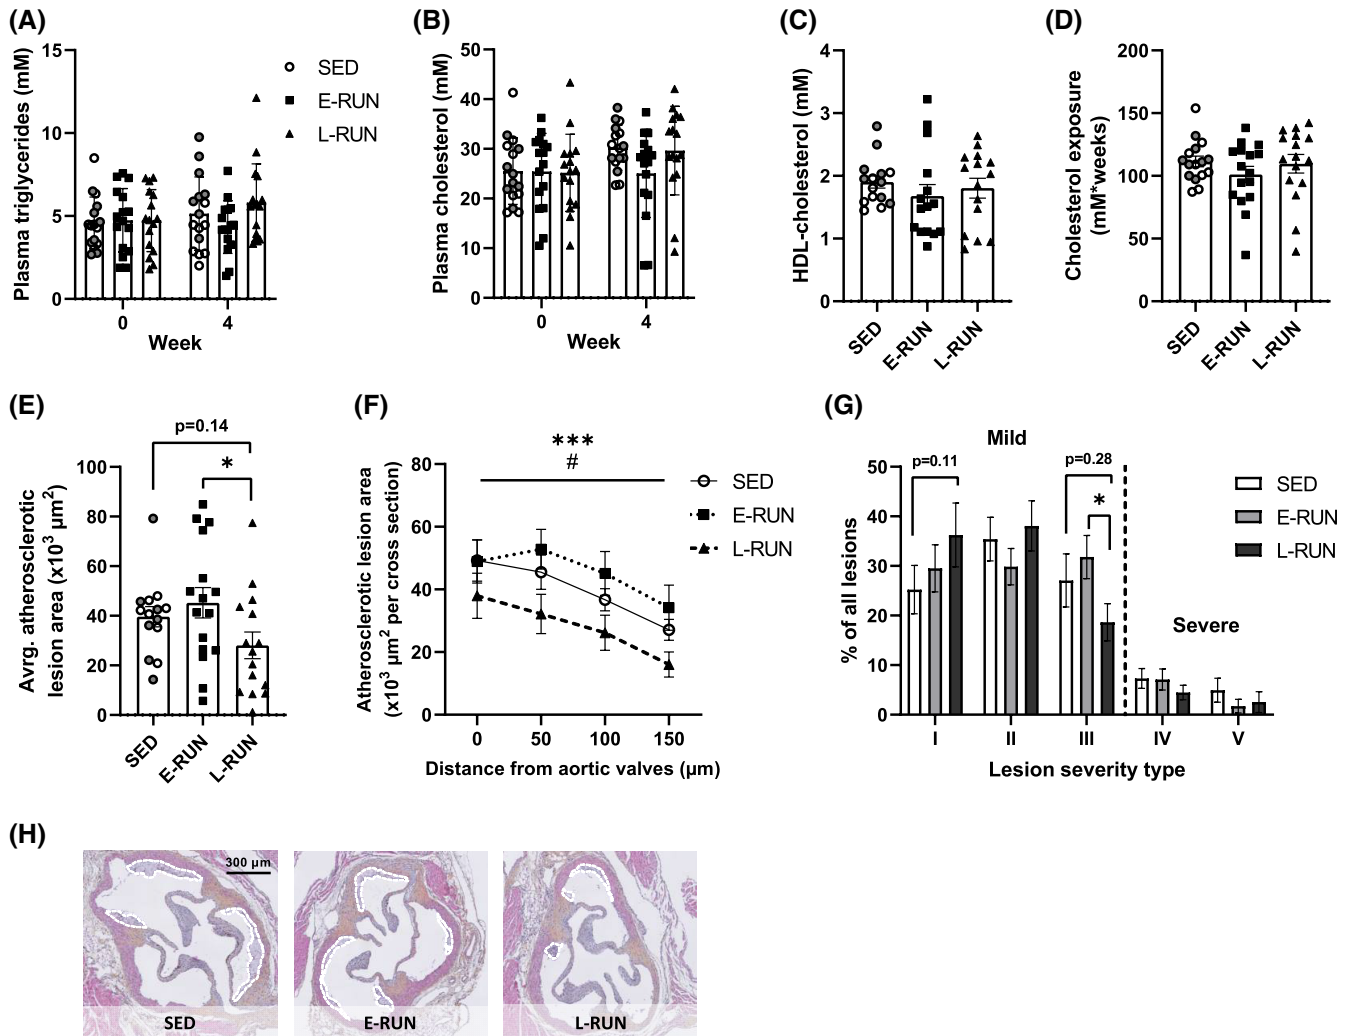 (A)
Plasma triglycerides (mM)
15
10
5
0
0
4
Week
SED
E-RUN
L-RUN
(B)
Plasma cholesterol (mM)
50
40
30
20
10
0
0
4
Week
(C)
HDL-cholesterol (mM)
4
3
2
1
0
SED
E-RUN
L-RUN
(D)
Cholesterol exposure
(mM*weeks)
200
150
100
50
0
SED
E-RUN
L-RUN
(E)
Avrg. atherosclerotic
lesion area (x10³ µm²)
p=0.14
*
100
80
60
40
20
0
SED
E-RUN
L-RUN
(F)
Atherosclerotic lesion area
(x10³ µm² per cross section)
***
#
80
60
40
20
0
0
50
100
150
Distance from aortic valves (µm)
SED
E-RUN
L-RUN
(G)
% of all lesions
Mild
p=0.11
p=0.28
*
Severe
50
40
30
20
10
0
I
II
III
IV
V
Lesion severity type
SED
E-RUN
L-RUN
(H)
300 µm
SED
E-RUN
L-RUN